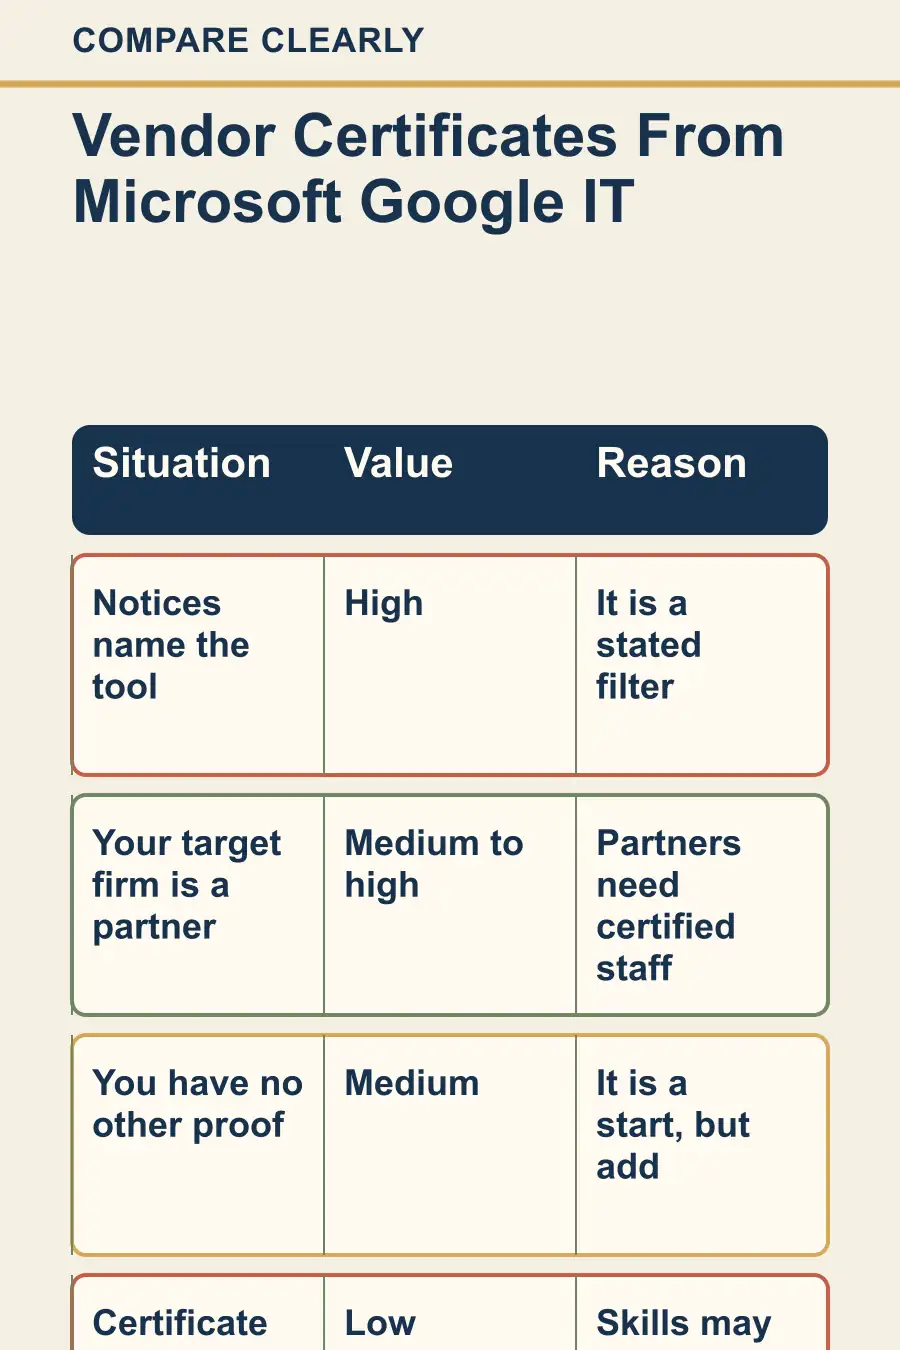 COMPARE CLEARLY
Vendor Certificates From
Microsoft Google IT
Situation Value Reason
Notices
name the
tool
High
It is a
stated
filter
Your target
firm is a
partner
Medium to
high
Partners
need
certified
staff
You have no
other proof
Medium
It is a
start, but
add
Certificate
Low
Skills may